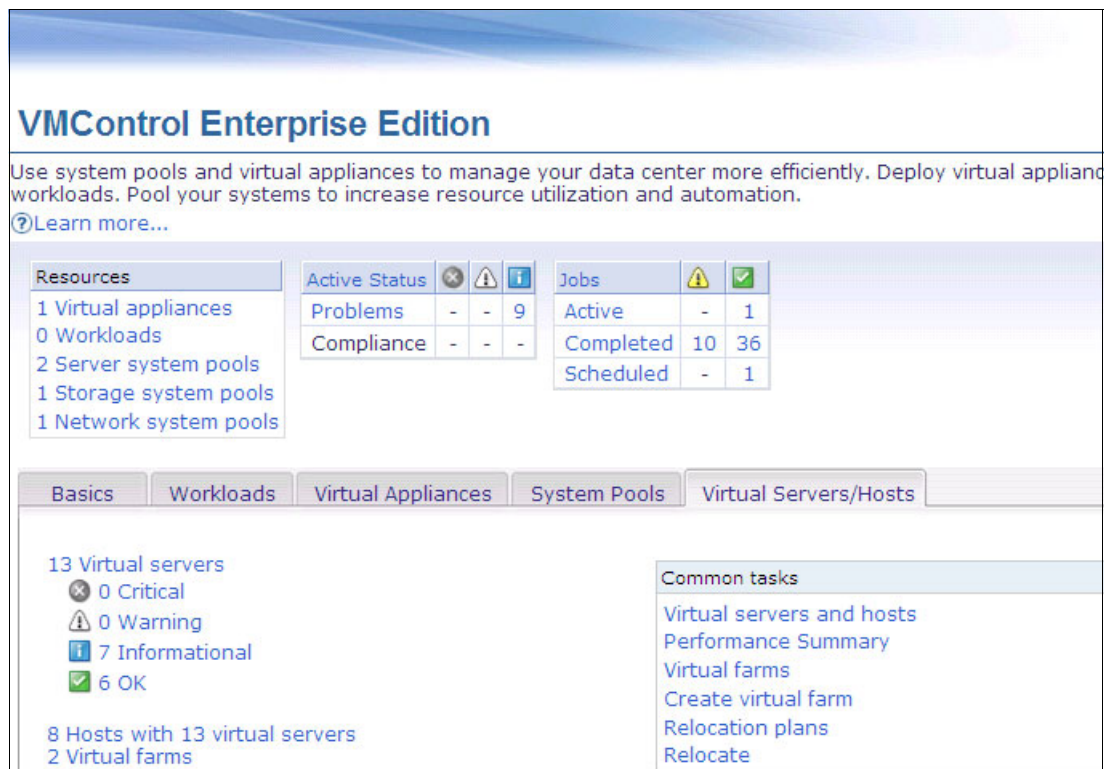 VMControl Enterprise Edition
Use system pools and virtual appliances to manage your data center more efficiently. Deploy virtual applianc
workloads. Pool your systems to increase resource utilization and automation.
Learn more...
Resources
1 Virtual appliances
0 Workloads
2 Server system pools
1 Storage system pools
1 Network system pools
Active Status
Problems - - 9
Compliance - - -
Jobs
Active - 1
Completed 10 36
Scheduled - 1
Basics Workloads Virtual Appliances System Pools Virtual Servers/Hosts
13 Virtual servers
0 Critical
0 Warning
7 Informational
6 OK
8 Hosts with 13 virtual servers
2 Virtual farms
Common tasks
Virtual servers and hosts
Performance Summary
Virtual farms
Create virtual farm
Relocation plans
Relocate